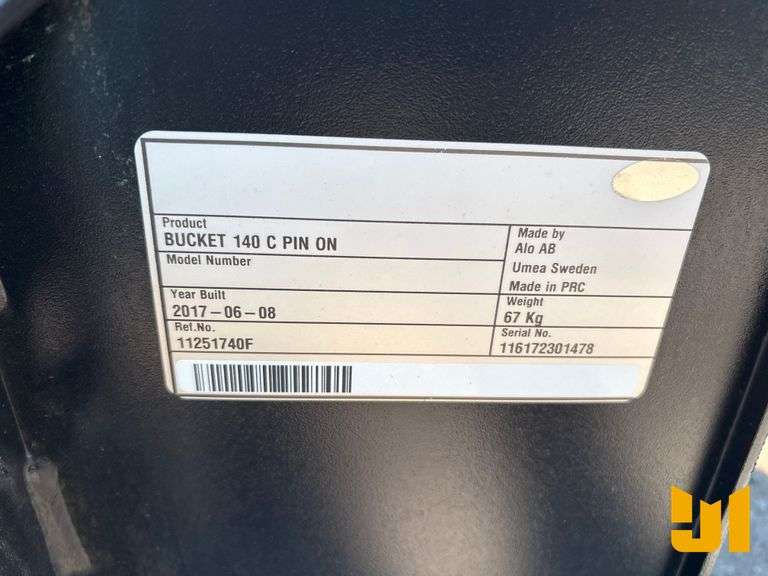 Product
BUCKET 140 C PIN ON
Made by
Alo AB
Umea Sweden
Made in PRC
Model Number
Year Built
2017-06-08
Weight
67 Kg
Ref.No.
11251740F
Serial No.
116172301478